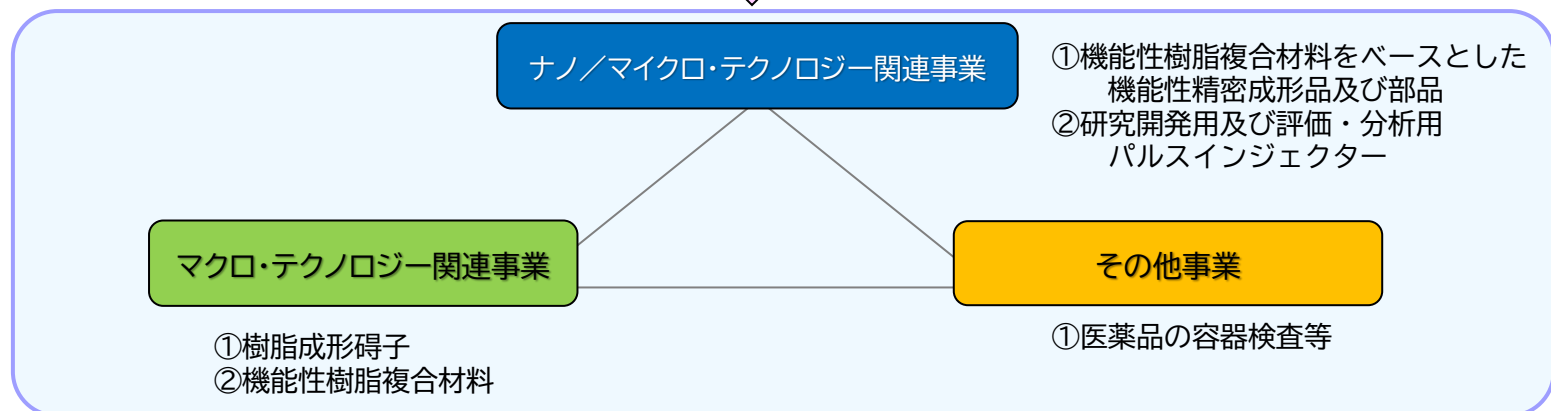 ナノ／マイクロ・テクノロジー関連事業
①機能性樹脂複合材料をベースとした
機能性精密成形品及び部品
②研究開発用及び評価・分析用
パルスインジェクター
マクロ・テクノロジー関連事業
①樹脂成形碍子
②機能性樹脂複合材料
その他事業
①医薬品の容器検査等